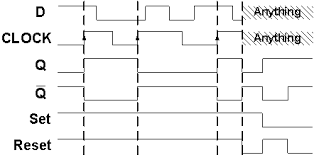 D Anything
CLOCK Anything
Q
Q̅
Set
Reset